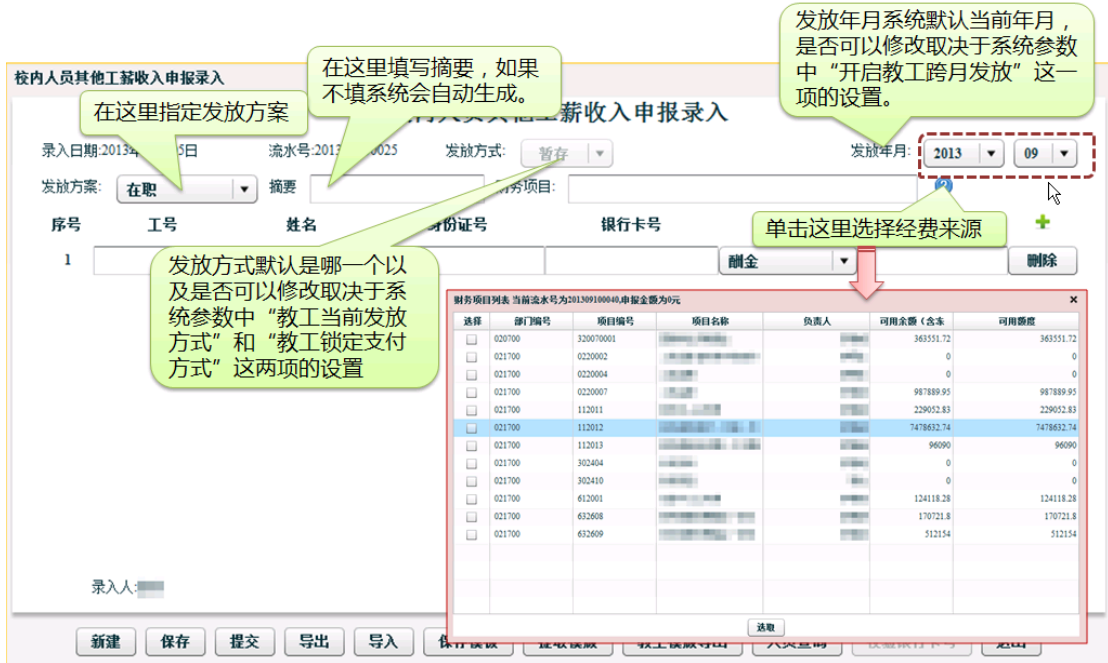 发放年月系统默认当前年月，
是否可以修改取决于系统参数
中“开启教工跨月发放”这一
项的设置。
在这里填写摘要，如果
不填系统会自动生成。
校内人员其他工薪收入申报录入
在这里指定发放方案
薪收入申报录入
录入日期:2013 5日 流水号:2013 0025 发放方式: 暂存 发放年月: 2013 09
发放方案: 在职 摘要 财务项目:
单击这里选择经费来源
序号 工号 姓名 身份证号 银行卡号
1 酬金 删除
发放方式默认是哪一个以
及是否可以修改取决于系
统参数中“教工当前发放
方式”和“教工锁定支付
方式”这两项的设置
财务项目列表 当前流水号为201309100040,申报金额为0元
选择 部门编号 项目编号 项目名称 负责人 可用余额（含冻 可用额度
020700 320070001 363551.72 363551.72
021700 0220002 0 0
021700 0220004 0 0
021700 0220007 987889.95 987889.95
021700 112011 229052.83 229052.83
021700 112012 7478632.74 7478632.74
021700 112013 96090 96090
021700 302404 0 0
021700 302410 0 0
021700 612001 124118.28 124118.28
021700 632608 170721.8 170721.8
021700 632609 512154 512154
选取
录入人:
新建 保存 提交 导出 导入